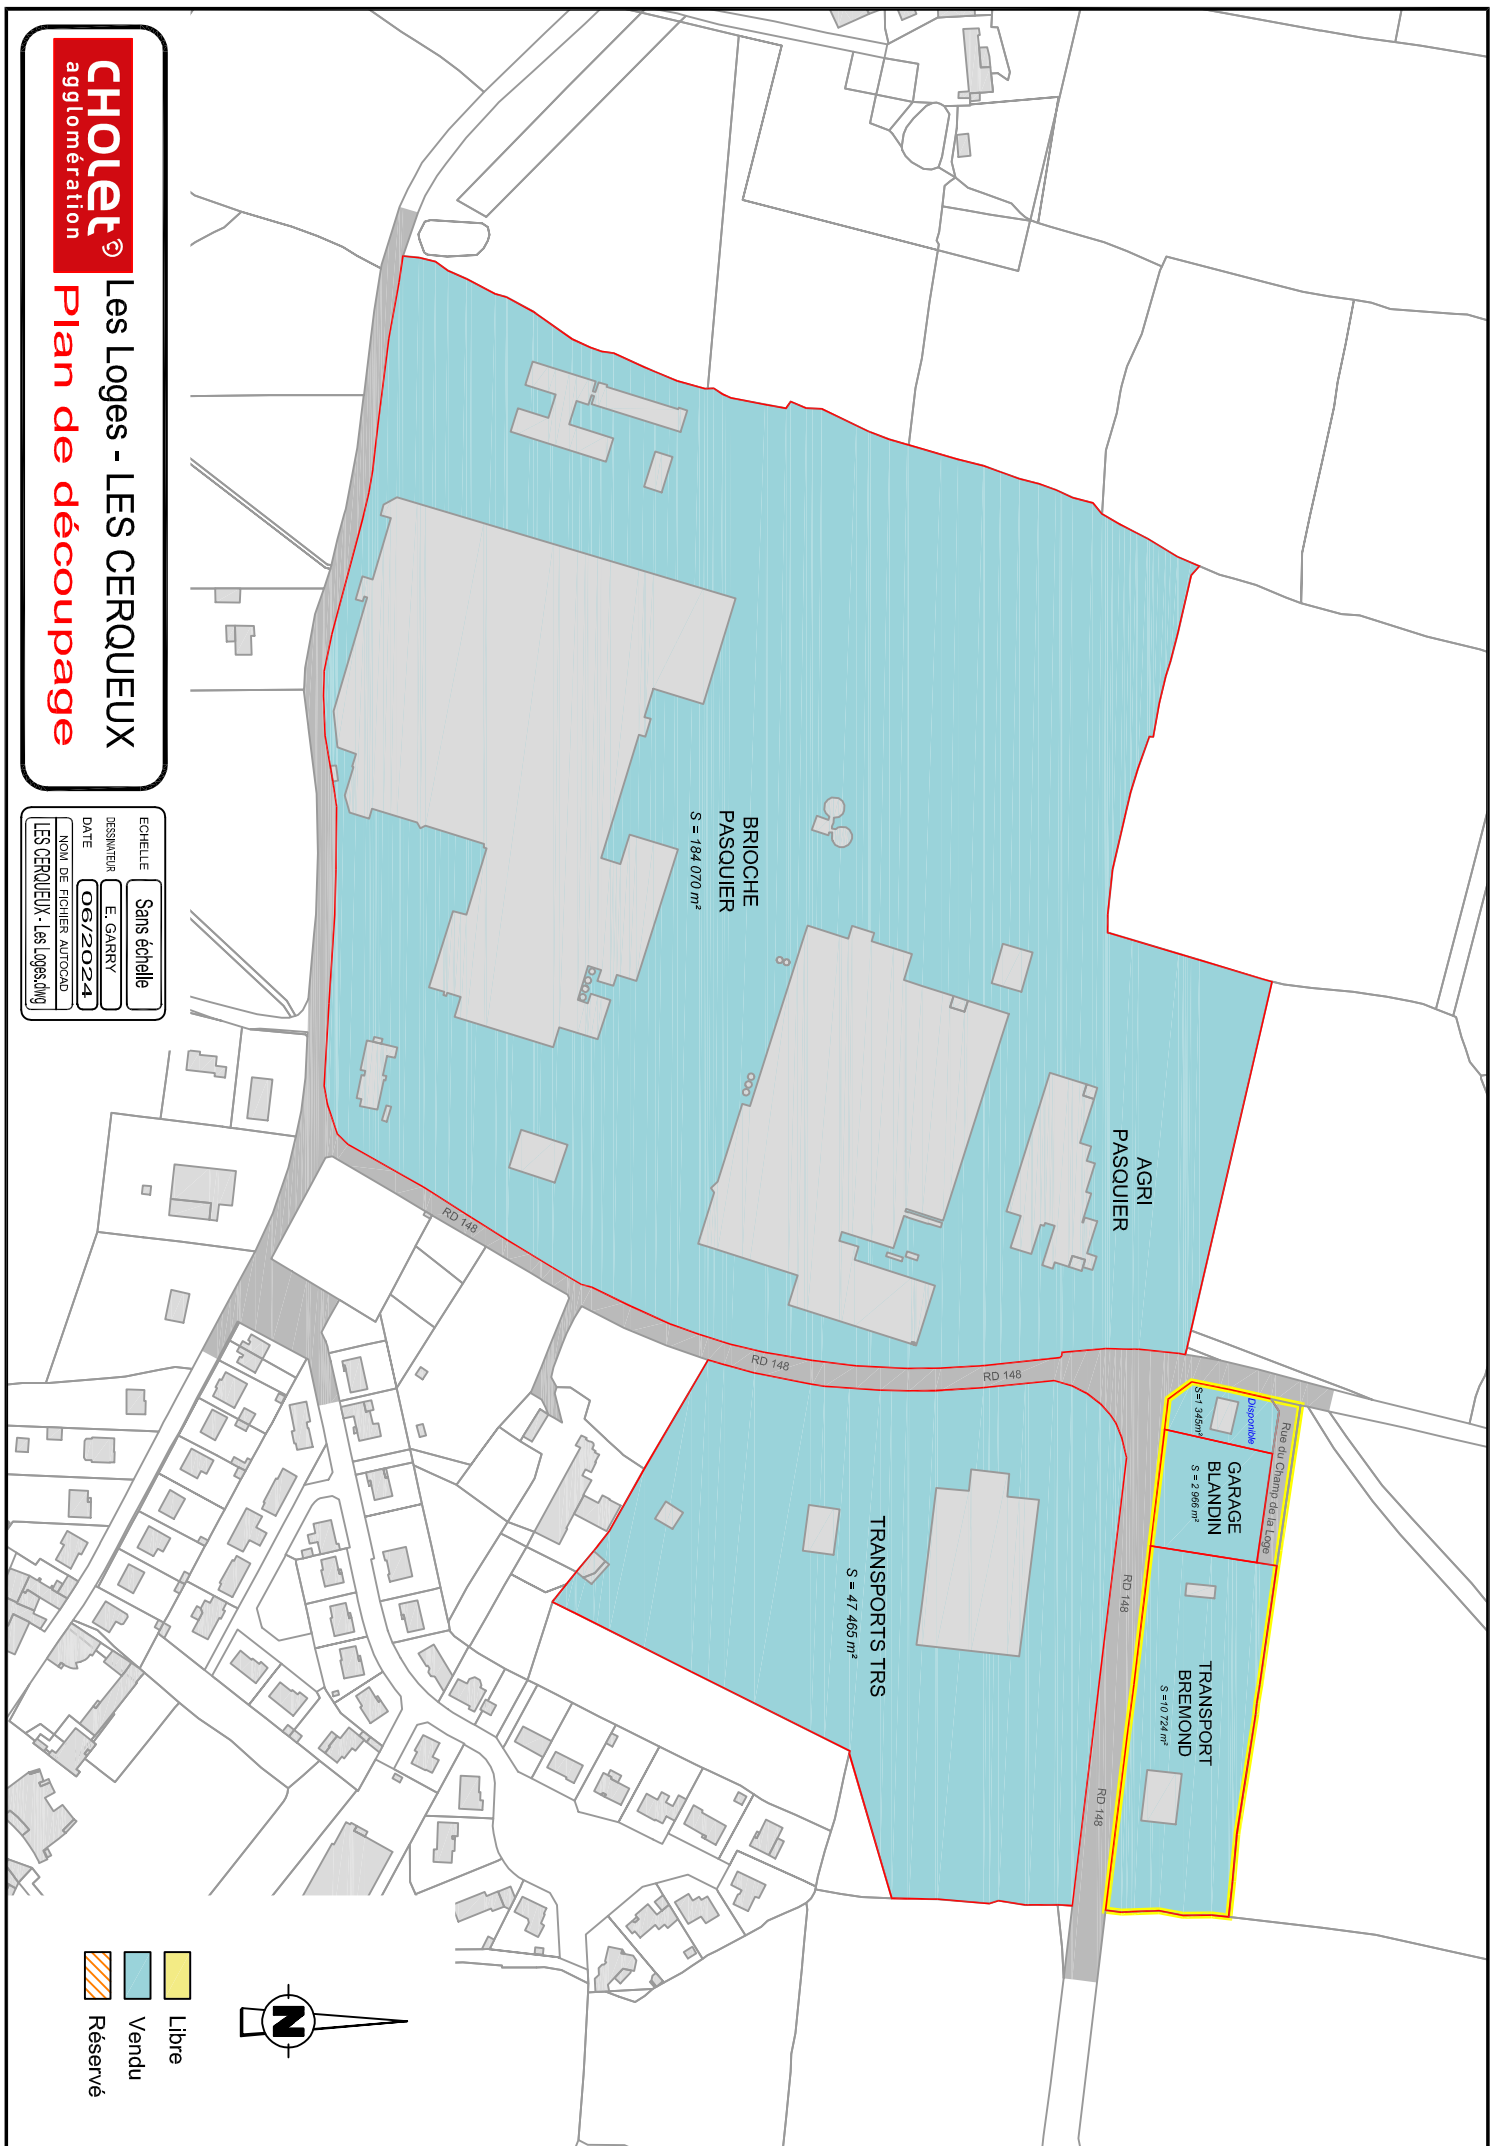 CHOLET
agglomération
Les Loges - LES CERQUEUX
Plan de découpage
ECHELLE
Sans échelle
DESSINATEUR
E. GARRY
DATE
06/2024
NOM DE FICHIER AUTOCAD
LES CERQUEUX - Les Loges.dwg
BRIOCHE
PASQUIER
S = 184 070 m²
AGRI
PASQUIER
RD 148
RD 148
RD 148
Disponible
S=1 345m²
Rue du Champ de la Loge
GARAGE
BLANDIN
S = 2 966 m²
TRANSPORTS TRS
S = 47 465 m²
RD 148
RD 148
TRANSPORT
BREMOND
S =10 724 m²
N
Libre
Vendu
Réservé